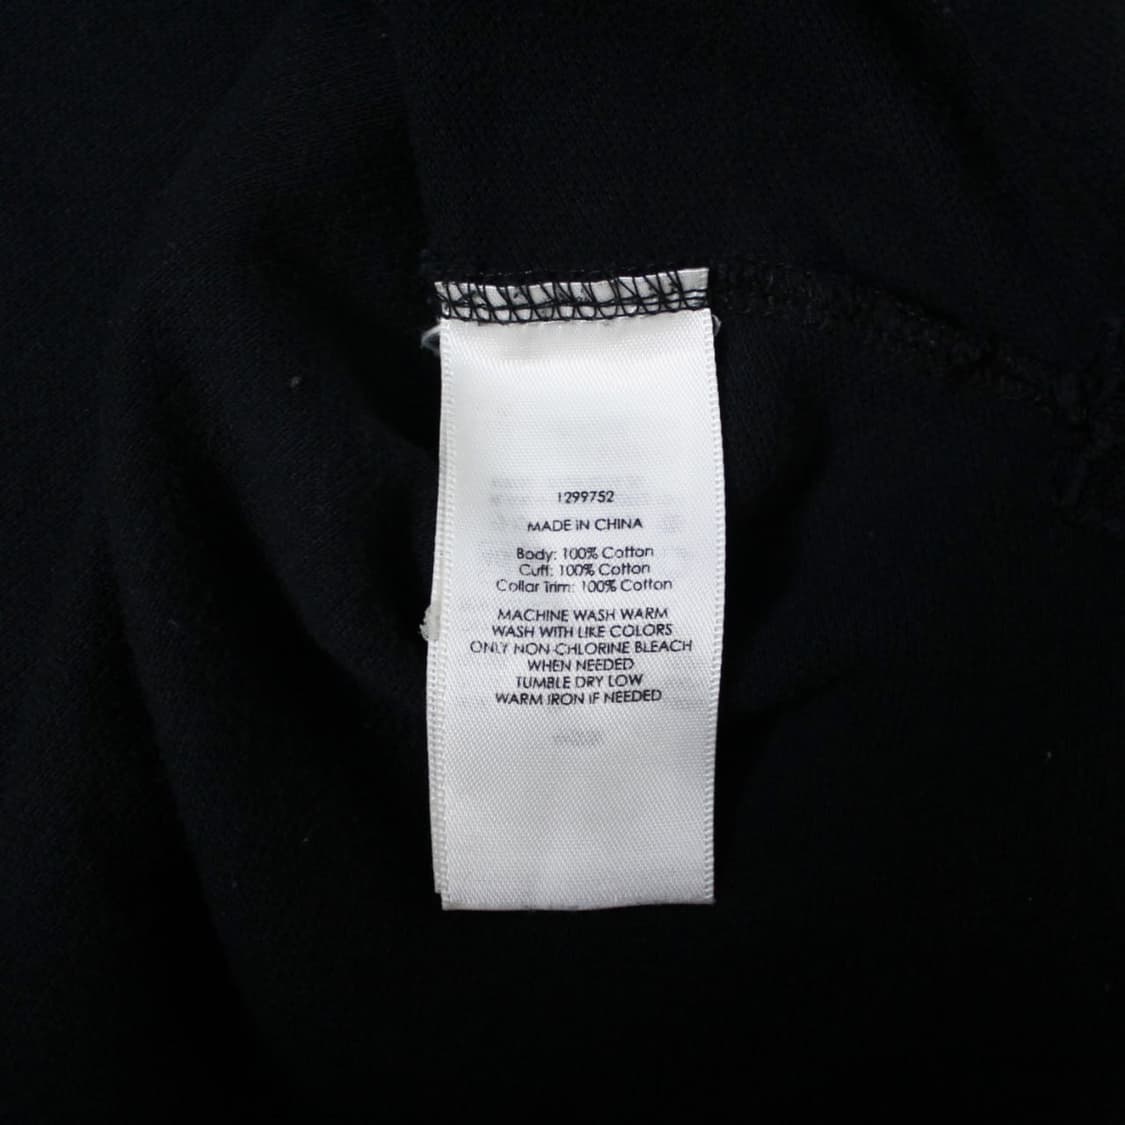 1299752
MADE IN CHINA
Body: 100% Cotton
Cuff: 100% Cotton
Collar Trim: 100% Cotton
MACHINE WASH WARM
WASH WITH LIKE COLORS
ONLY NON-CHLORINE BLEACH
WHEN NEEDED
TUMBLE DRY LOW
WARM IRON IF NEEDED